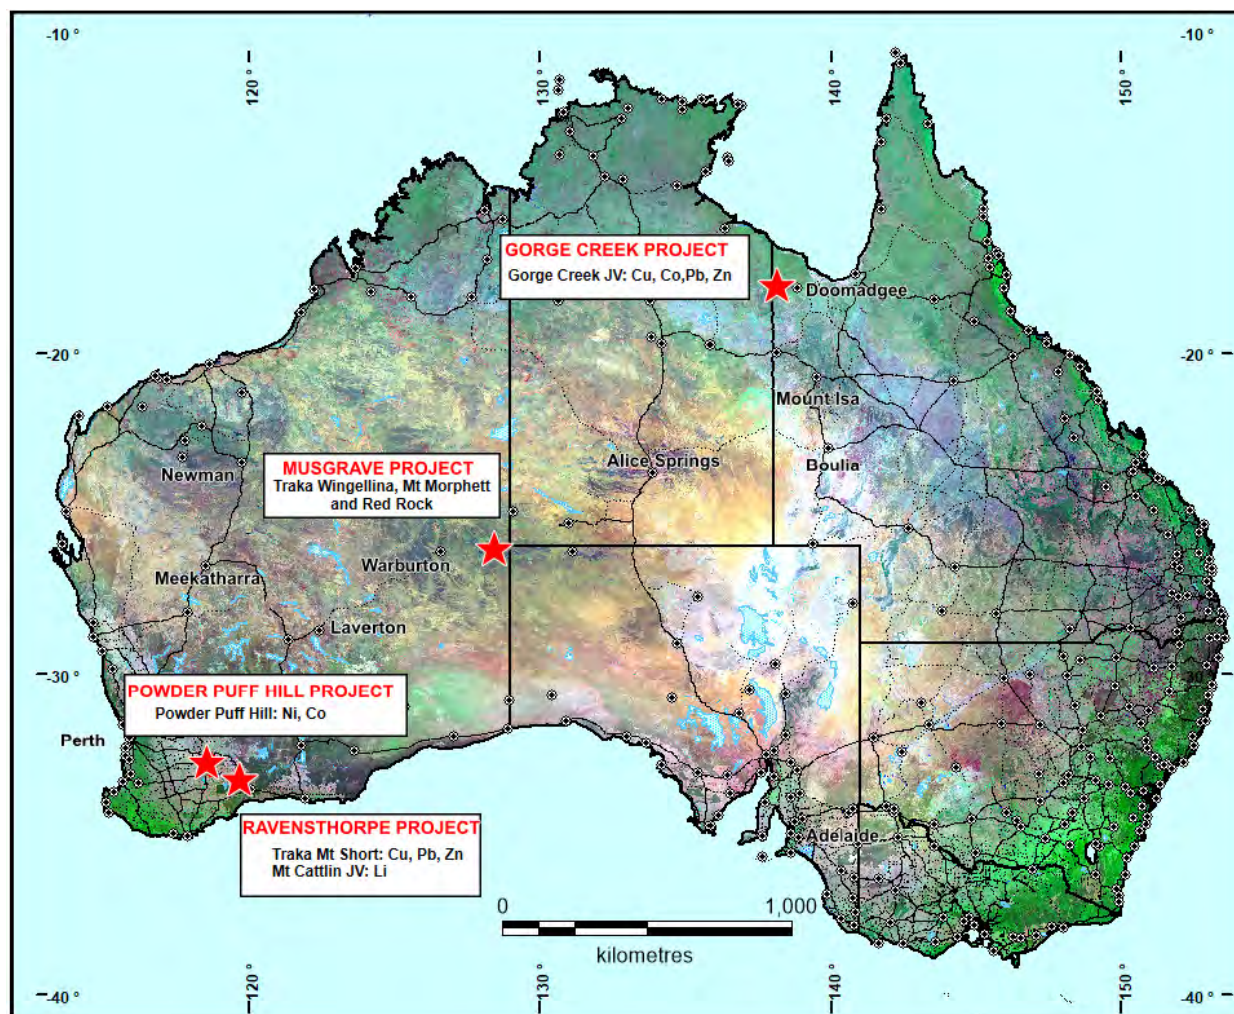 -10 °
-10 °
120 °
130 °
140 °
150 °
GORGE CREEK PROJECT
Gorge Creek JV: Cu, Co,Pb, Zn
Doomadgee
-20 °
-20 °
Mount Isa
MUSGRAVE PROJECT
Traka Wingellina, Mt Morphett
and Red Rock
Newman
Alice Springs
Boulia
Warburton
Meekatharra
Laverton
-30 °
-30 °
POWDER PUFF HILL PROJECT
Powder Puff Hill: Ni, Co
Perth
RAVENSTHORPE PROJECT
Traka Mt Short: Cu, Pb, Zn
Mt Cattlin JV: Li
Adelaide
0 1,000
kilometres
-40 °
-40 °
120 °
130 °
140 °
150 °